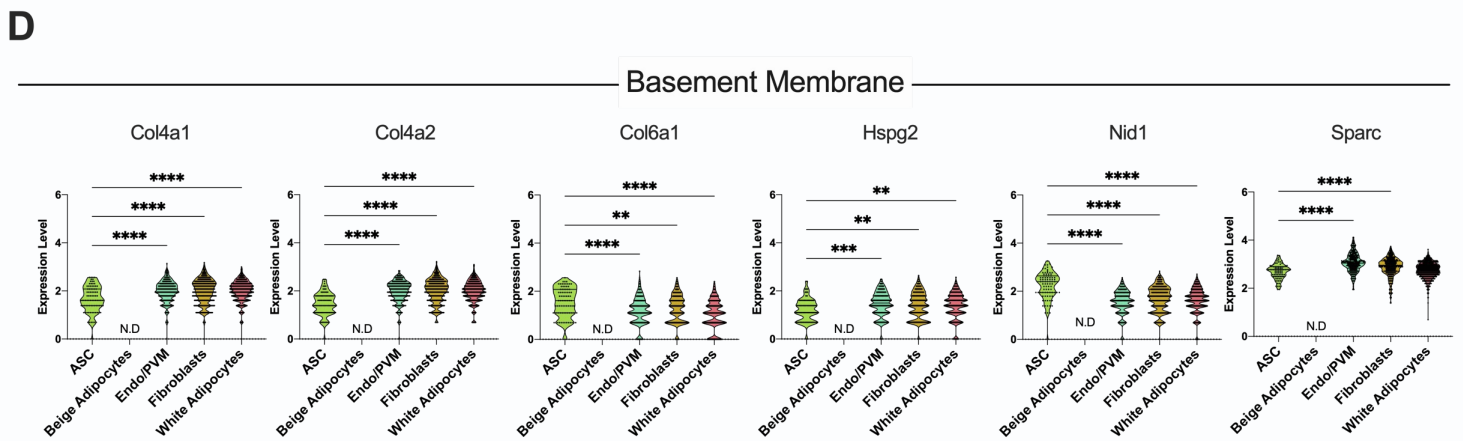 D
Basement Membrane
Col4a1
Col4a2
Col6a1
Hspg2
Nid1
Sparc
Expression Level
6
4
2
0
****
****
****
N.D
ASC
Beige Adipocytes
Endo/PVM
Fibroblasts
White Adipocytes
Expression Level
6
4
2
0
****
****
****
N.D
ASC
Beige Adipocytes
Endo/PVM
Fibroblasts
White Adipocytes
Expression Level
6
4
2
0
****
**
****
N.D
ASC
Beige Adipocytes
Endo/PVM
Fibroblasts
White Adipocytes
Expression Level
6
4
2
0
**
**
***
N.D
ASC
Beige Adipocytes
Endo/PVM
Fibroblasts
White Adipocytes
Expression Level
6
4
2
0
****
****
****
N.D
ASC
Beige Adipocytes
Endo/PVM
Fibroblasts
White Adipocytes
Expression Level
6
4
2
0
****
****
N.D
ASC
Beige Adipocytes
Endo/PVM
Fibroblasts
White Adipocytes